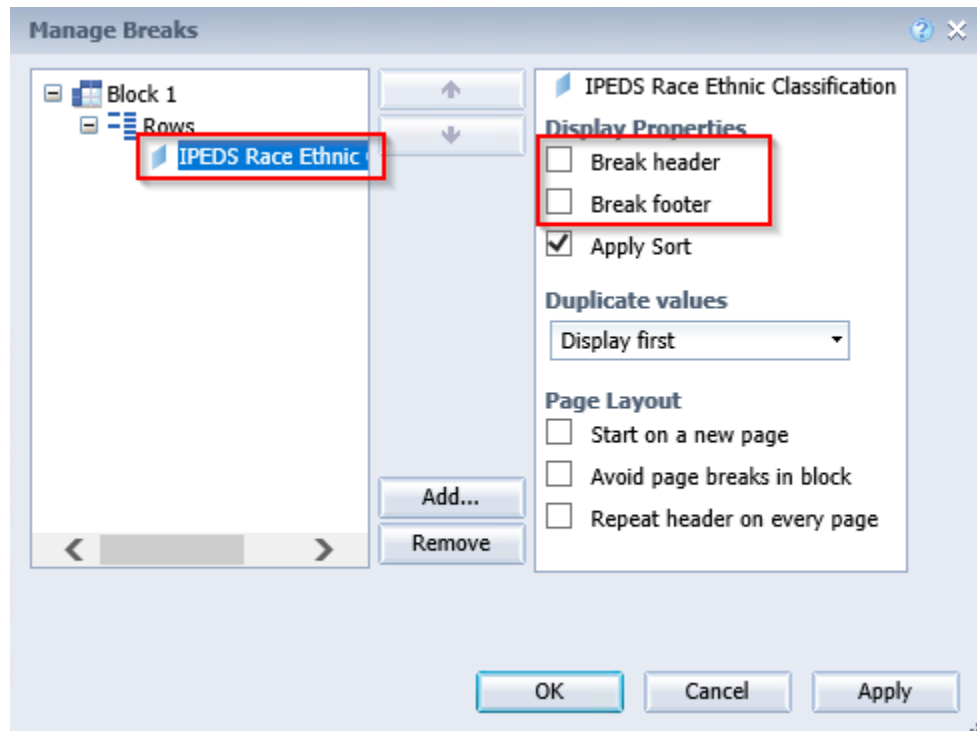 Manage Breaks
Block 1
Rows
IPEDS Race Ethnic
Add...
Remove
IPEDS Race Ethnic Classification
Display Properties
Break header
Break footer
Apply Sort
Duplicate values
Display first
Page Layout
Start on a new page
Avoid page breaks in block
Repeat header on every page
OK
Cancel
Apply